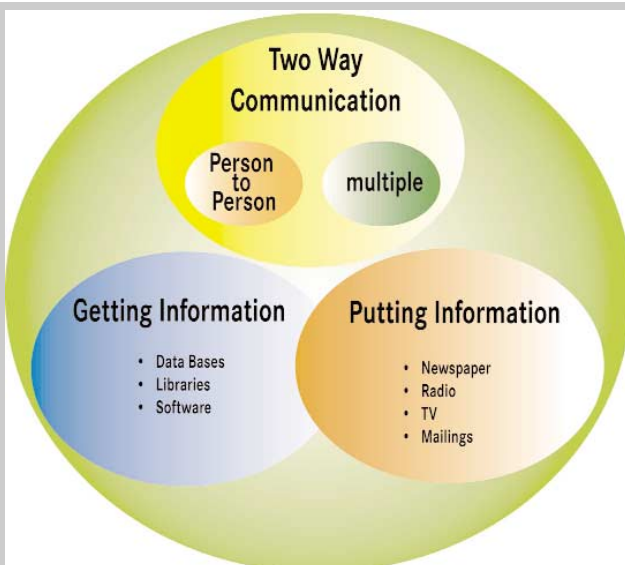 Two Way
Communication
Person
to
Person
multiple
Getting Information
• Data Bases
• Libraries
• Software
Putting Information
• Newspaper
• Radio
• TV
• Mailings